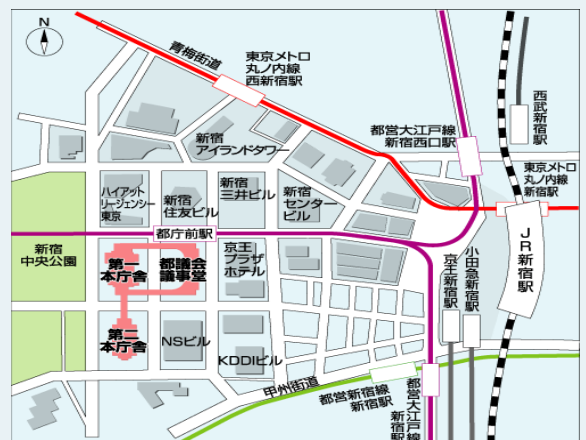 N
青梅街道
東京メトロ
丸ノ内線
西新宿駅
西武新宿駅
都営大江戸線
新宿西口駅
新宿
アイランドタワー
東京メトロ
丸ノ内線
新宿駅
ハイアット
リージェンシー
東京
新宿
住友ビル
新宿
三井ビル
新宿
センター
ビル
都庁前駅
JR新宿駅
新宿
中央公園
第一
本庁舎
都議会
議事堂
京王
プラザ
ホテル
京王新宿駅
小田急新宿駅
第二
本庁舎
NSビル
KDDIビル
甲州街道
都営新宿線
新宿駅
都営大江戸線
新宿駅